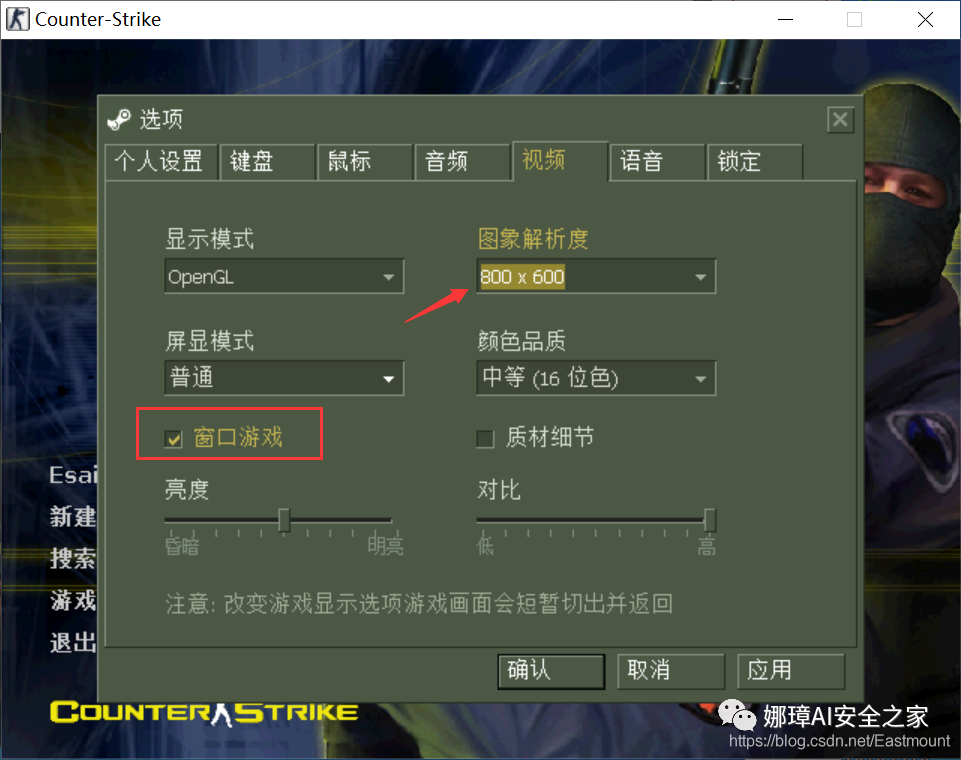 Counter-Strike
选项
个人设置 键盘 鼠标 音频 视频 语音 锁定
显示模式 图象解析度
OpenGL 800 x 600
屏显模式 颜色品质
普通 中等 (16 位色)
窗口游戏 质材细节
亮度 对比
昏暗 明亮 低 高
注意: 改变游戏显示选项游戏画面会短暂切出并返回
确认 取消 应用
Esai
新建
搜索
游戏
退出
COUNTER STRIKE
娜璋AI安全之家
https://blog.csdn.net/Eastmount